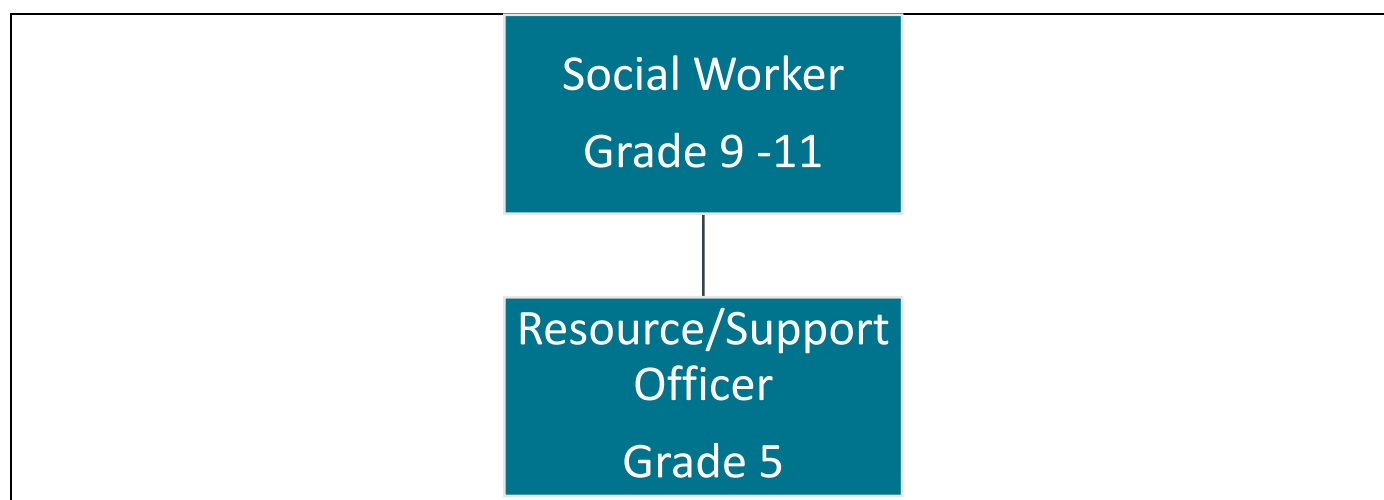 Social Worker
Grade 9 -11
Resource/Support
Officer
Grade 5